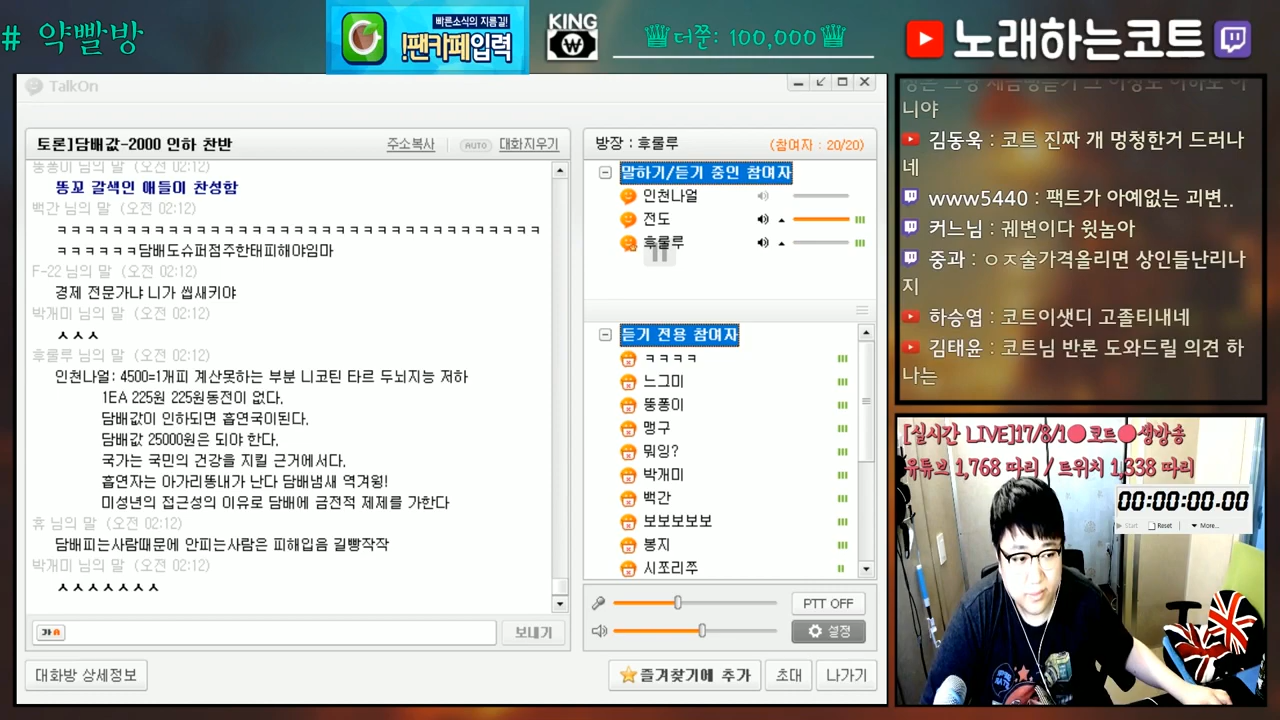 # 약빨방
빠른소식의 지름길!
!팬카페입력
KING
W
더쭌: 100,000
노래하는코트
TalkOn
토론]담배값-2000 인하 찬반
주소복사
AUTO
대화지우기
뚱퐁이 님의 말 (오전 02:12)
똥꼬 갈색인 애들이 찬성함
백간 님의 말 (오전 02:12)
ㅋㅋㅋㅋㅋㅋㅋㅋㅋㅋㅋㅋㅋㅋㅋㅋㅋㅋㅋㅋㅋㅋㅋㅋㅋㅋㅋㅋㅋㅋㅋㅋㅋㅋ
ㅋㅋㅋㅋㅋㅋ담배도슈퍼점주한태피해야임마
F-22 님의 말 (오전 02:12)
경제 전문가냐 니가 씹새키야
박개미 님의 말 (오전 02:12)
ㅅㅅㅅ
후룰루 님의 말 (오전 02:12)
인천나얼: 4500=1개피 계산못하는 부분 니코틴 타르 두뇌지능 저하
1EA 225원 225원동전이 없다.
담배값이 인하되면 흡연국이된다.
담배값 25000원은 되야 한다.
국가는 국민의 건강을 지킬 근거에서다.
흡연자는 아가리똥내가 난다 담배냄새 역겨웡!
미성년의 접근성의 이유로 담배에 금전적 제제를 가한다
휴 님의 말 (오전 02:12)
담배피는사람때문에 안피는사람은 피해입음 길빵작작
박개미 님의 말 (오전 02:12)
ㅅㅅㅅㅅㅅㅅㅅ
가A
보내기
대화방 상세정보
방장 : 후룰루
(참여자 : 20/20)
말하기/듣기 중인 참여자
인천나얼
전도
후룰루
듣기 전용 참여자
ㅋㅋㅋㅋ
느그미
뚱퐁이
맹구
뭐잉?
박개미
백간
보보보보보
봉지
시쪼리쭈
PTT OFF
설정
즐겨찾기에 추가
초대
나가기
니야
김동욱 : 코트 진짜 개 멍청한거 드러나
네
www5440 : 팩트가 아예없는 괴변..
커느님 : 궤변이다 윗놈아
중과 : ㅇㅈ술가격올리면 상인들난리나
지
하승엽 : 코트이샛디 고졸티내네
김태윤 : 코트님 반론 도와드릴 의견 하
나는
[실시간 LIVE]17/8/1●코트●생방송
유튜브 1,768 따리 / 트위치 1,338 따리
00:00:00.00
Start
Reset
More...